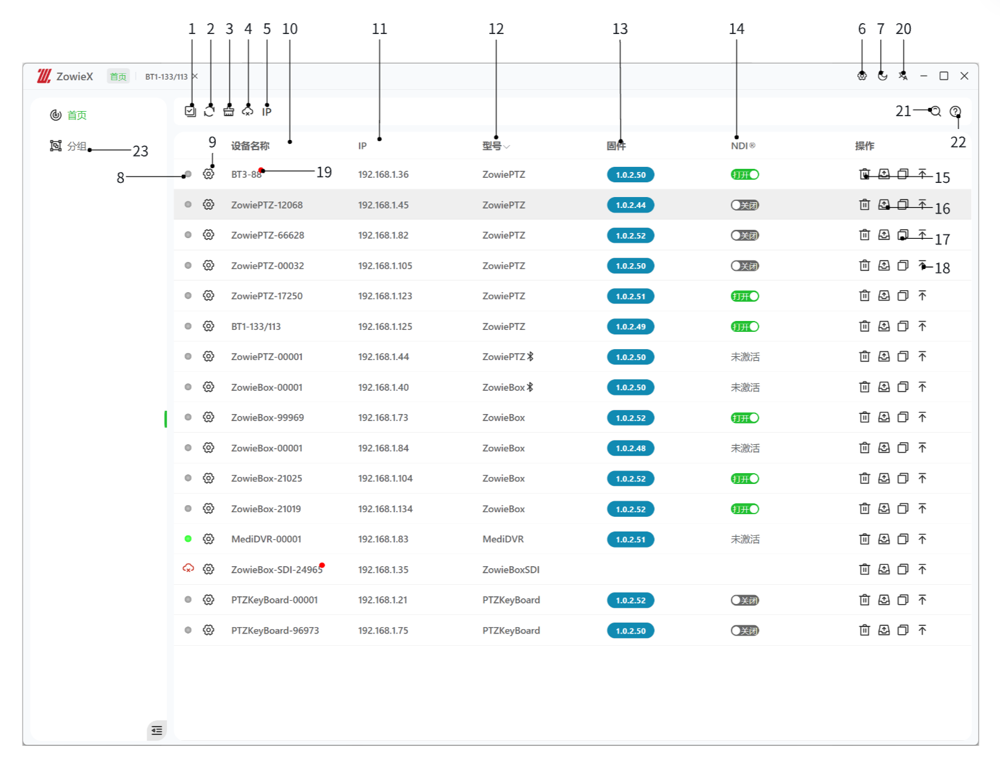 1 2 3 4 5 10 11 12 13 14 6 7 20
ZowieX 首页 BT1-133/113
首页 IP 21
分组 23 9 设备名称 IP 型号 固件 NDI® 操作 22
8 BT3-88 19 192.168.1.36 ZowiePTZ 1.0.2.50 打开 15
ZowiePTZ-12068 192.168.1.45 ZowiePTZ 1.0.2.44 关闭 16
ZowiePTZ-66628 192.168.1.82 ZowiePTZ 1.0.2.52 关闭 17
ZowiePTZ-00032 192.168.1.105 ZowiePTZ 1.0.2.50 关闭 18
ZowiePTZ-17250 192.168.1.123 ZowiePTZ 1.0.2.51 打开
BT1-133/113 192.168.1.125 ZowiePTZ 1.0.2.49 打开
ZowiePTZ-00001 192.168.1.44 ZowiePTZ 1.0.2.50 未激活
ZowieBox-00001 192.168.1.40 ZowieBox 1.0.2.50 未激活
ZowieBox-99969 192.168.1.73 ZowieBox 1.0.2.52 打开
ZowieBox-00001 192.168.1.84 ZowieBox 1.0.2.48 未激活
ZowieBox-21025 192.168.1.104 ZowieBox 1.0.2.52 打开
ZowieBox-21019 192.168.1.134 ZowieBox 1.0.2.52 打开
MediDVR-00001 192.168.1.83 MediDVR 1.0.2.51 未激活
ZowieBox-SDI-24965 192.168.1.35 ZowieBoxSDI
PTZKeyBoard-00001 192.168.1.21 PTZKeyBoard 1.0.2.52 关闭
PTZKeyBoard-96973 192.168.1.75 PTZKeyBoard 1.0.2.50 关闭